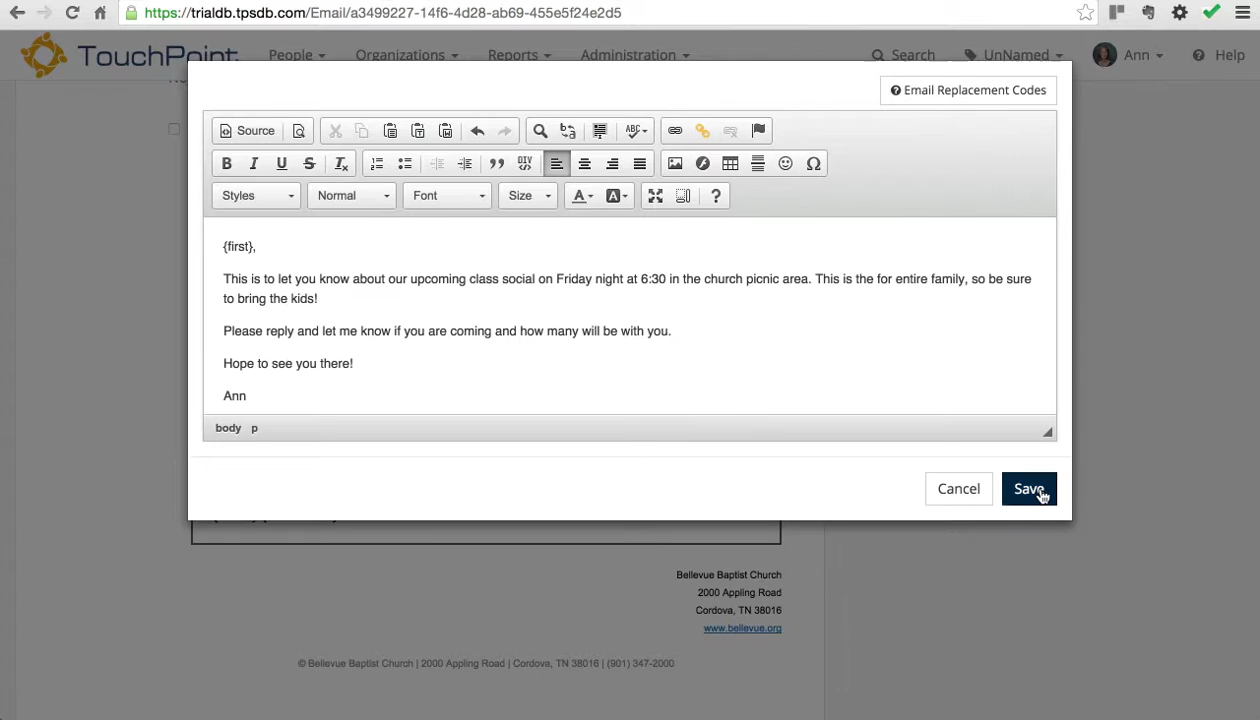 https://trialdb.tpsdb.com/Email/a3499227-14f6-4d28-ab69-455e5f24e2d5
TouchPoint People Organizations Reports Administration Search UnNamed Ann Help
Email Replacement Codes
Source ABC
B I U S Tx DIV Ω
Styles Normal Font Size A A ?
{first},
This is to let you know about our upcoming class social on Friday night at 6:30 in the church picnic area. This is the for entire family, so be sure
to bring the kids!
Please reply and let me know if you are coming and how many will be with you.
Hope to see you there!
Ann
body p
Cancel Save
Bellevue Baptist Church
2000 Appling Road
Cordova, TN 38016
www.bellevue.org
© Bellevue Baptist Church | 2000 Appling Road | Cordova, TN 38016 | (901) 347-2000